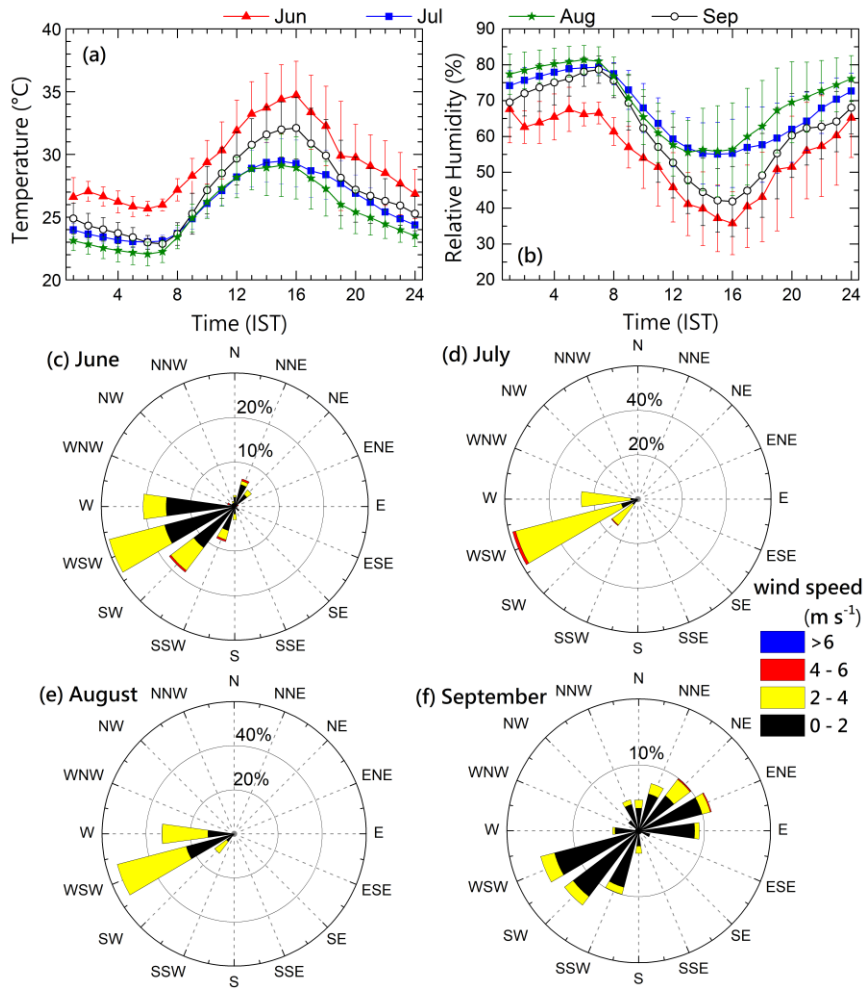 Jun Jul Aug Sep
(a)
40
35
30
25
20
Temperature (°C)
4 8 12 16 20 24
Time (IST)
(b)
90
80
70
60
50
40
30
20
Relative Humidity (%)
4 8 12 16 20 24
Time (IST)
(c) June
N
NNE
NE
ENE
E
ESE
SE
SSE
S
SSW
SW
WSW
W
WNW
NW
NNW
20%
10%
(d) July
N
NNE
NE
ENE
E
ESE
SE
SSE
S
SSW
SW
WSW
W
WNW
NW
NNW
40%
20%
wind speed
(m s⁻¹)
>6
4 - 6
2 - 4
0 - 2
(e) August
N
NNE
NE
ENE
E
ESE
SE
SSE
S
SSW
SW
WSW
W
WNW
NW
NNW
40%
20%
(f) September
N
NNE
NE
ENE
E
ESE
SE
SSE
S
SSW
SW
WSW
W
WNW
NW
NNW
10%